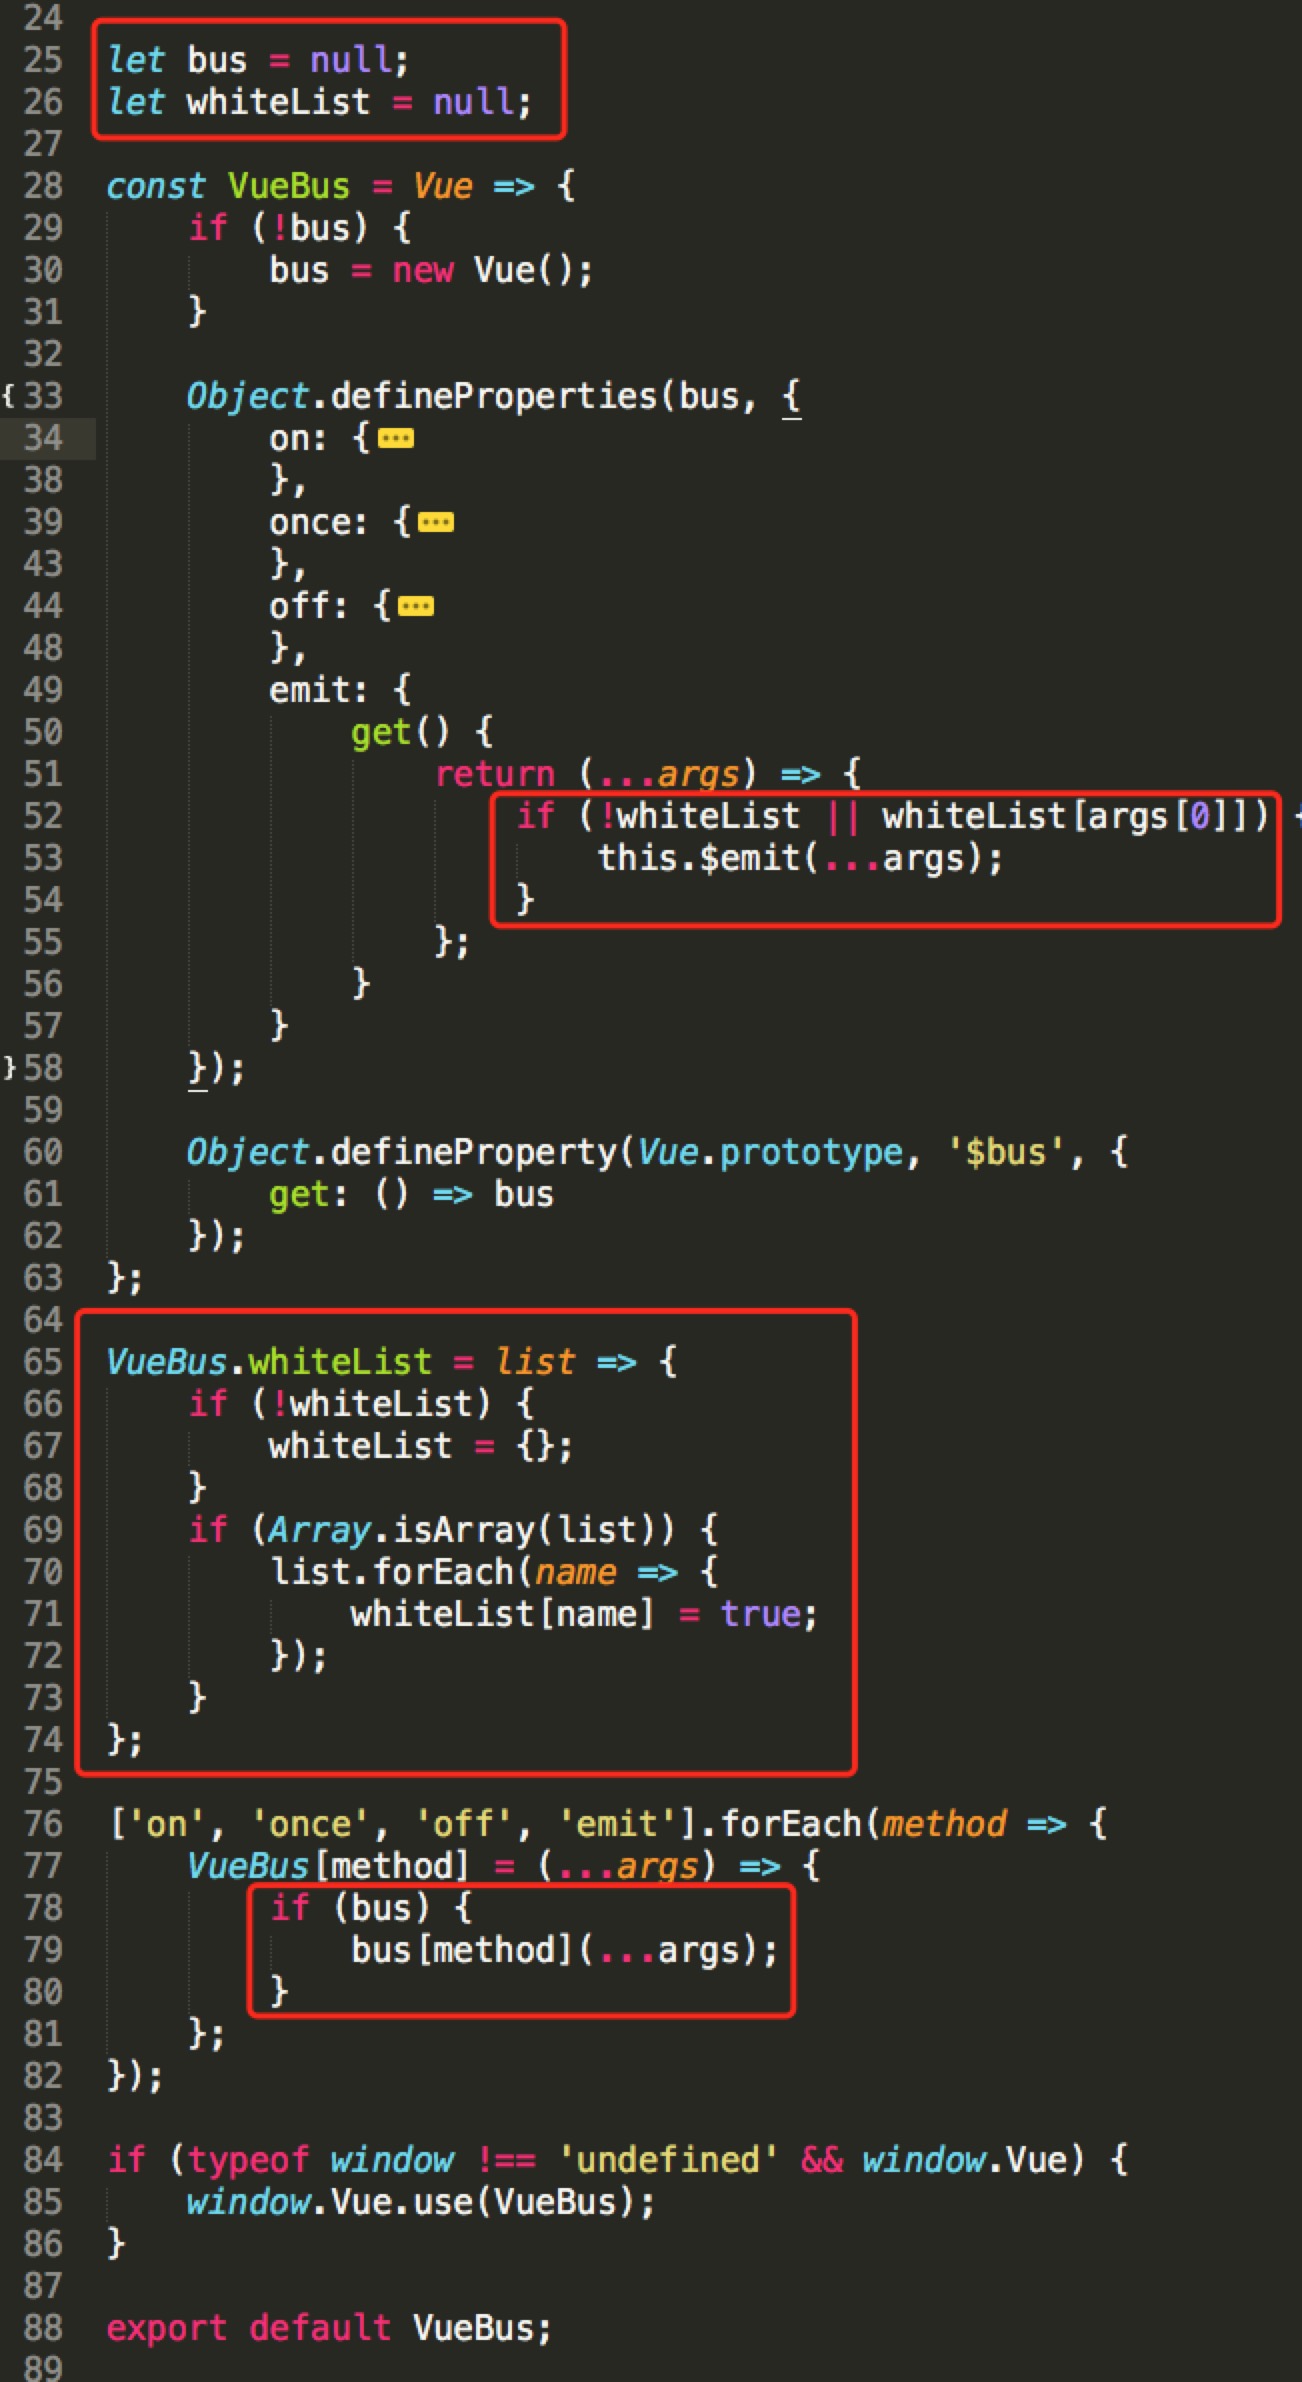 24
25 let bus = null;
26 let whiteList = null;
27
28 const VueBus = Vue => {
29     if (!bus) {
30         bus = new Vue();
31     }
32
{ 33     Object.defineProperties(bus, {
34         on: {···
38         },
39         once: {···
43         },
44         off: {···
48         },
49         emit: {
50             get() {
51                 return (...args) => {
52                     if (!whiteList || whiteList[args[0]]) {
53                         this.$emit(...args);
54                     }
55                 };
56             }
57         }
} 58     });
59
60     Object.defineProperty(Vue.prototype, '$bus', {
61         get: () => bus
62     });
63 };
64
65 VueBus.whiteList = list => {
66     if (!whiteList) {
67         whiteList = {};
68     }
69     if (Array.isArray(list)) {
70         list.forEach(name => {
71             whiteList[name] = true;
72         });
73     }
74 };
75
76 ['on', 'once', 'off', 'emit'].forEach(method => {
77     VueBus[method] = (...args) => {
78         if (bus) {
79             bus[method](...args);
80         }
81     };
82 });
83
84 if (typeof window !== 'undefined' && window.Vue) {
85     window.Vue.use(VueBus);
86 }
87
88 export default VueBus;
89